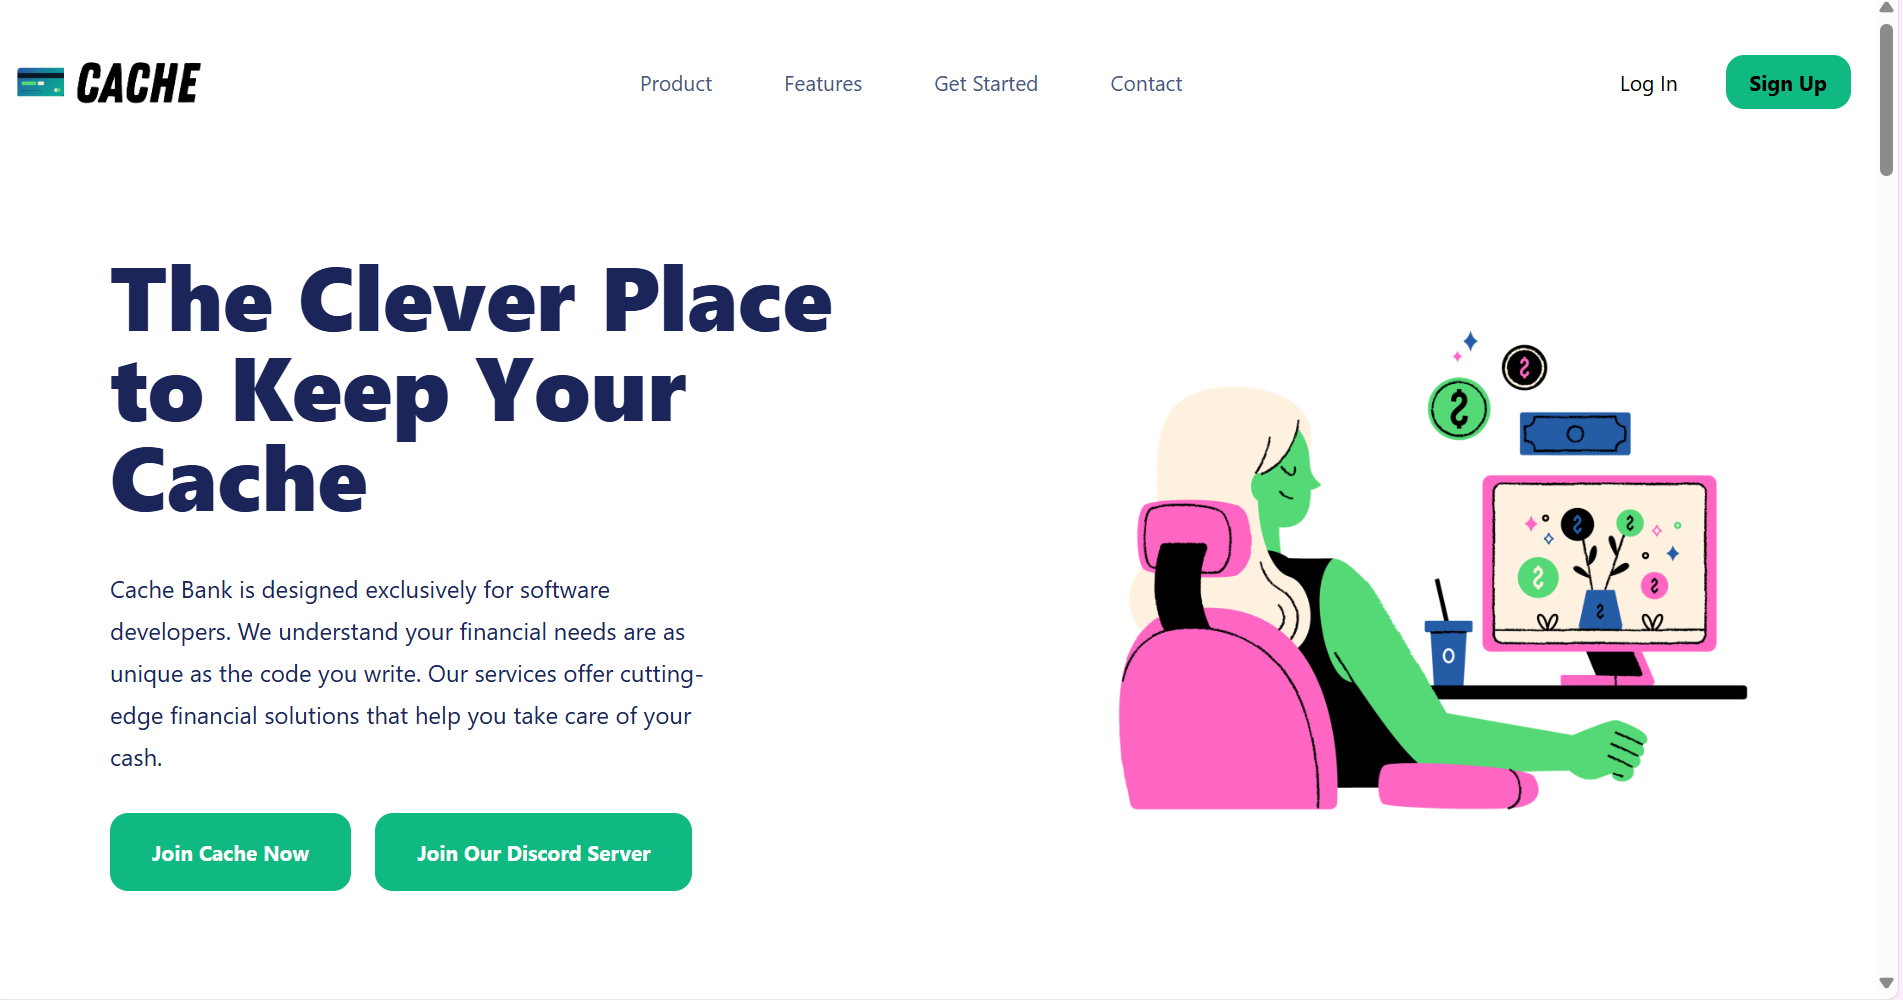 CACHE
Product
Features
Get Started
Contact
Log In
Sign Up
The Clever Place
to Keep Your
Cache
Cache Bank is designed exclusively for software
developers. We understand your financial needs are as
unique as the code you write. Our services offer cutting-
edge financial solutions that help you take care of your
cash.
Join Cache Now
Join Our Discord Server